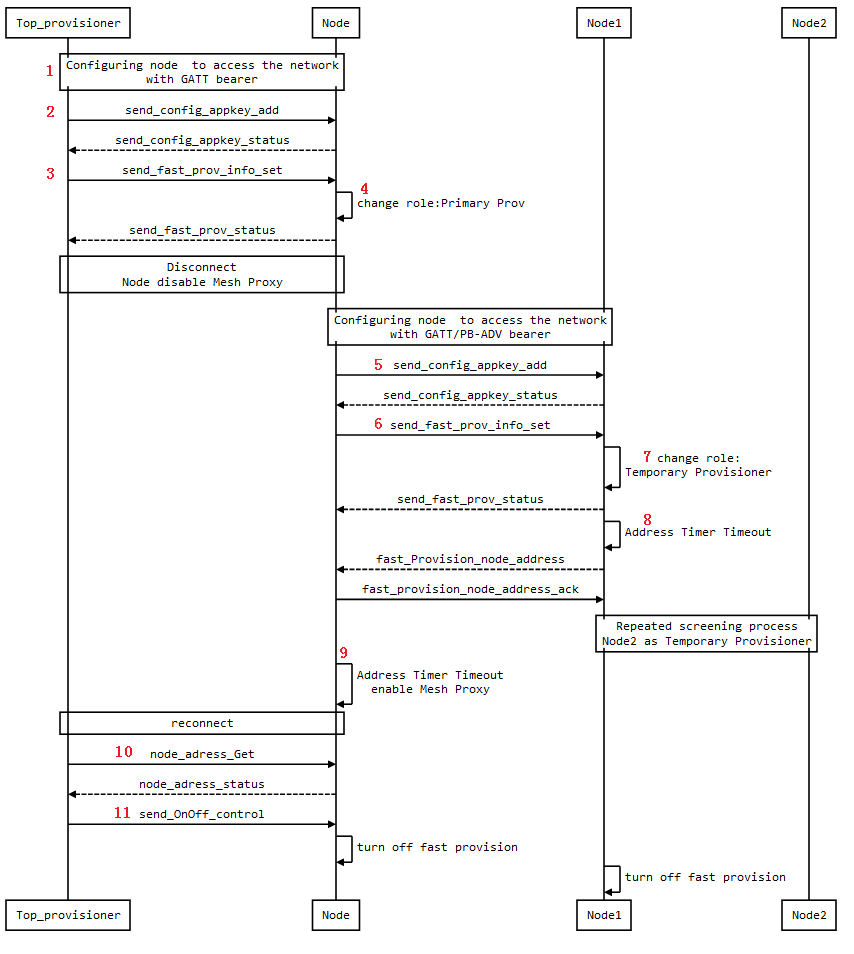 Top_provisioner Node Node1 Node2
1 Configuring node to access the network
with GATT bearer
2 send_config_appkey_add
send_config_appkey_status
3 send_fast_prov_info_set
4
change role:Primary Prov
send_fast_prov_status
Disconnect
Node disable Mesh Proxy
Configuring node to access the network
with GATT/PB-ADV bearer
5 send_config_appkey_add
send_config_appkey_status
6 send_fast_prov_info_set
7 change role:
Temporary Provisioner
send_fast_prov_status
8
Address Timer Timeout
fast_Provision_node_address
fast_provision_node_address_ack
Repeated screening process
Node2 as Temporary Provisioner
9
Address Timer Timeout
enable Mesh Proxy
reconnect
10 node_adress_Get
node_adress_status
11 send_OnOff_control
turn off fast provision
turn off fast provision
Top_provisioner Node Node1 Node2